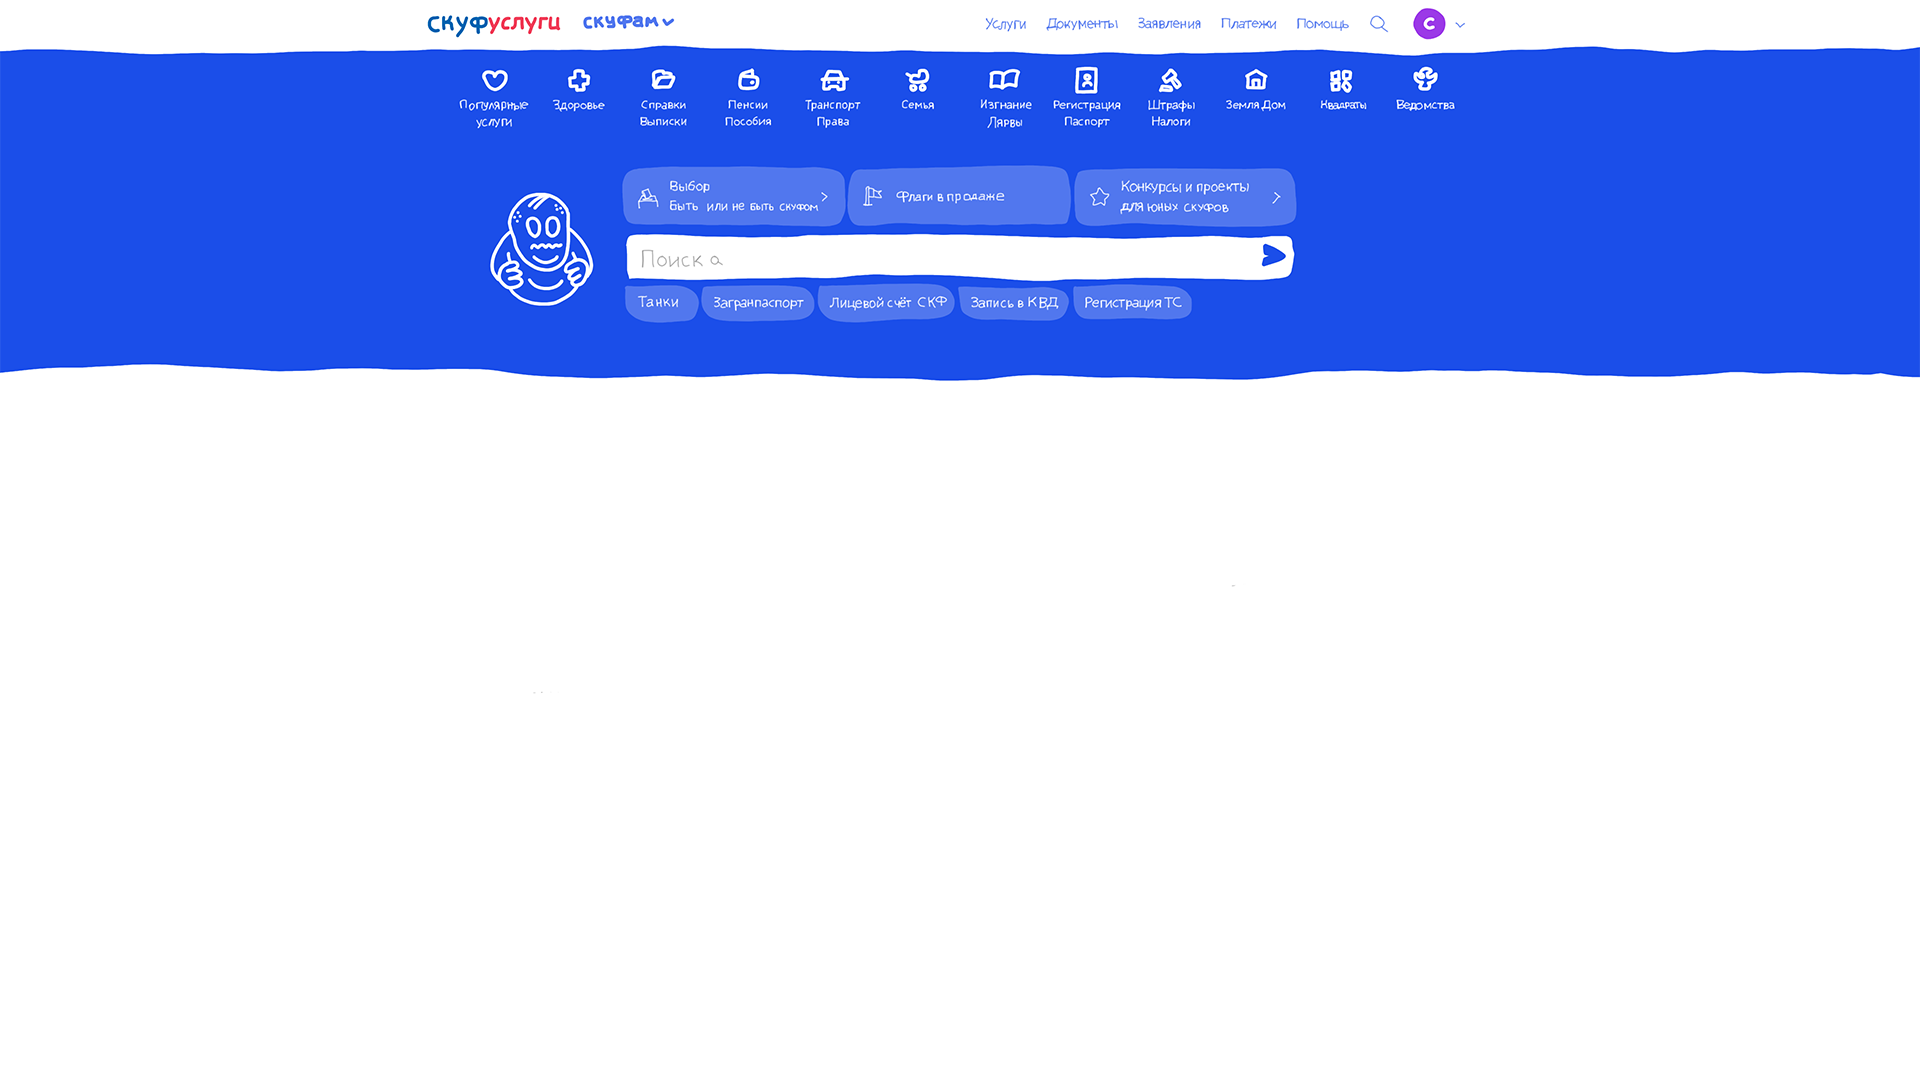 скуфуслуги
скуфам
Услуги Документы Заявления Платежи Помощь С
Популярные
услуги
Здоровье
Справки
Выписки
Пенсии
Пособия
Транспорт
Права
Семья
Изгнание
Лярвы
Регистрация
Паспорт
Штрафы
Налоги
Земля Дом
Квадраты
Ведомства
Выбор
Быть или не быть скуфом
Флаги в продаже
Конкурсы и проекты
для юных скуфов
Поиск а
Танки
Загранпаспорт
Лицевой счёт СКФ
Запись в КВД
Регистрация ТС